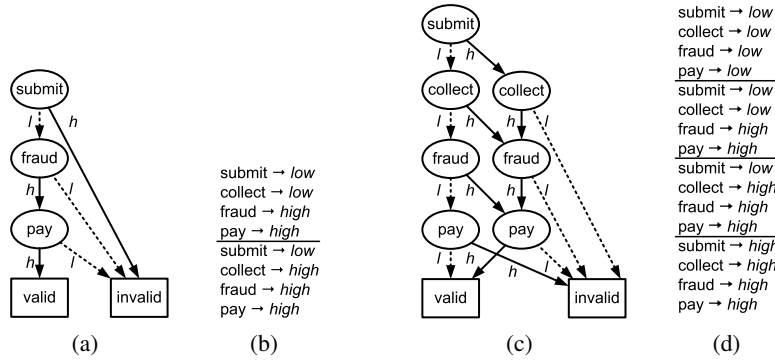 submit
l
h
fraud
h
l
pay
h
l
valid
invalid
(a)
submit → low
collect → low
fraud → high
pay → high
submit → low
collect → high
fraud → high
pay → high
(b)
submit
l
h
collect
collect
l
h
h
l
fraud
fraud
l
h
h
l
pay
pay
l
h
l
valid
invalid
(c)
submit → low
collect → low
fraud → low
pay → low
submit → low
collect → low
fraud → high
pay → high
submit → low
collect → high
fraud → high
pay → high
submit → high
collect → high
fraud → high
pay → high
(d)